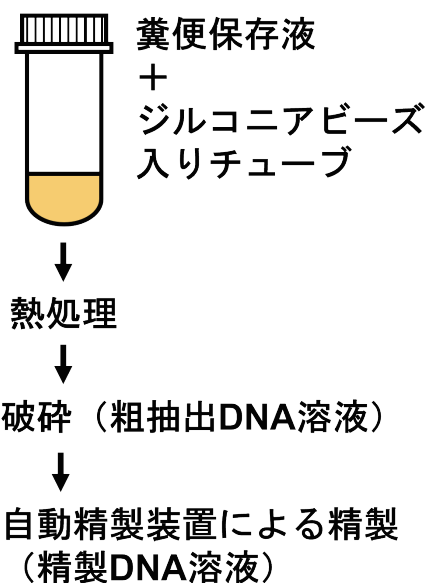 糞便保存液
＋
ジルコニアビーズ
入りチューブ
熱処理
破砕（粗抽出DNA溶液）
自動精製装置による精製
（精製DNA溶液）